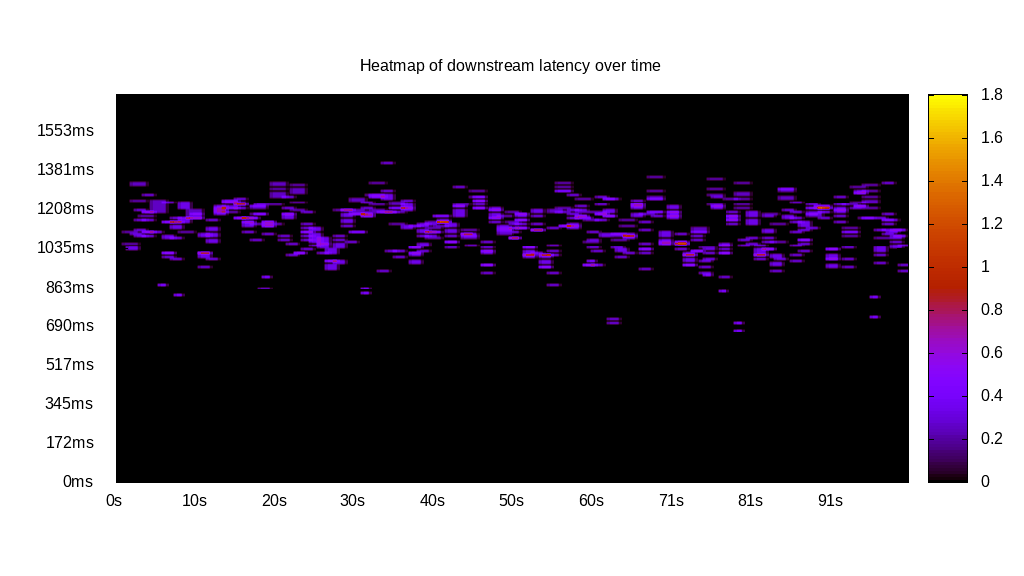 Heatmap of downstream latency over time
1553ms
1381ms
1208ms
1035ms
863ms
690ms
517ms
345ms
172ms
0ms
0s 10s 20s 30s 40s 50s 60s 71s 81s 91s
1.8
1.6
1.4
1.2
1
0.8
0.6
0.4
0.2
0